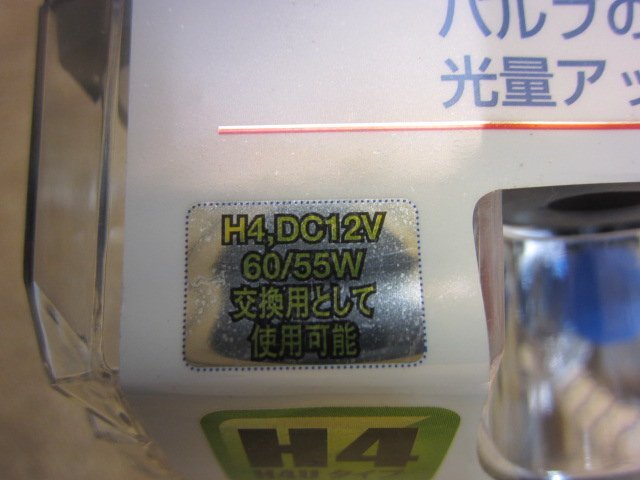 バルブの
光量アッ
H4,DC12V
60/55W
交換用として
使用可能
H4